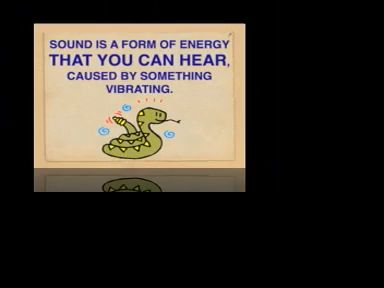 SOUND IS A FORM OF ENERGY
THAT YOU CAN HEAR,
CAUSED BY SOMETHING
VIBRATING.